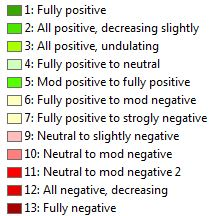 1: Fully positive
2: All positive, decreasing slightly
3: All positive, undulating
4: Fully positive to neutral
5: Mod positive to fully positive
6: Fully positive to mod negative
7: Fully positive to strogly negative
9: Neutral to slightly negative
10: Neutral to mod negative
11: Neutral to mod negative 2
12: All negative, decreasing
13: Fully negative